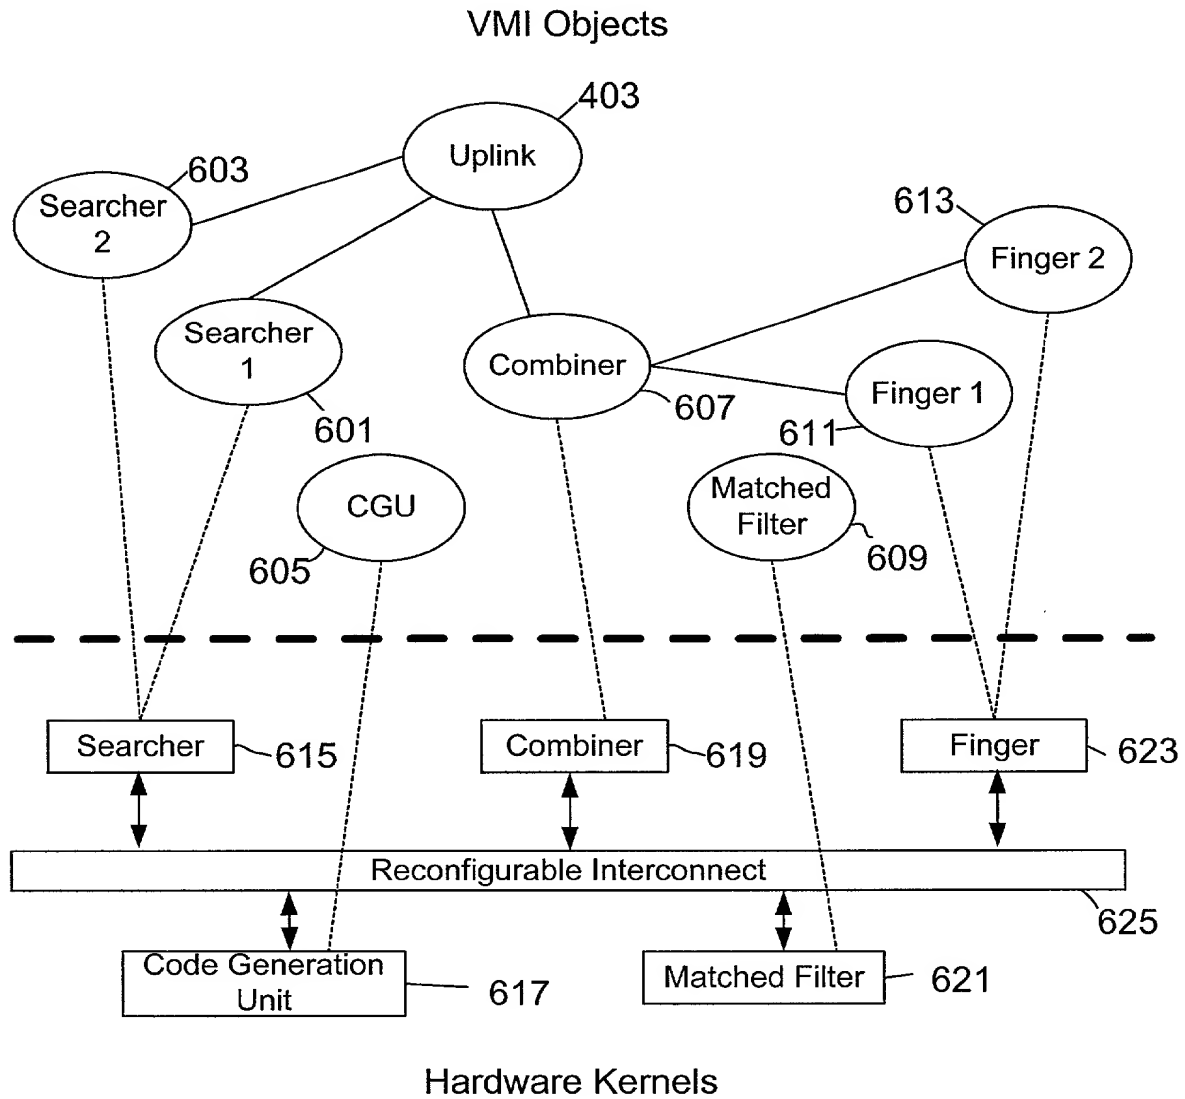 VMI Objects
403
Uplink
603
Searcher
2
613
Finger 2
Searcher
1
601
Combiner
607
Finger 1
611
CGU
605
Matched
Filter
609
Searcher
615
Combiner
619
Finger
623
Reconfigurable Interconnect
625
Code Generation
Unit
617
Matched Filter
621
Hardware Kernels